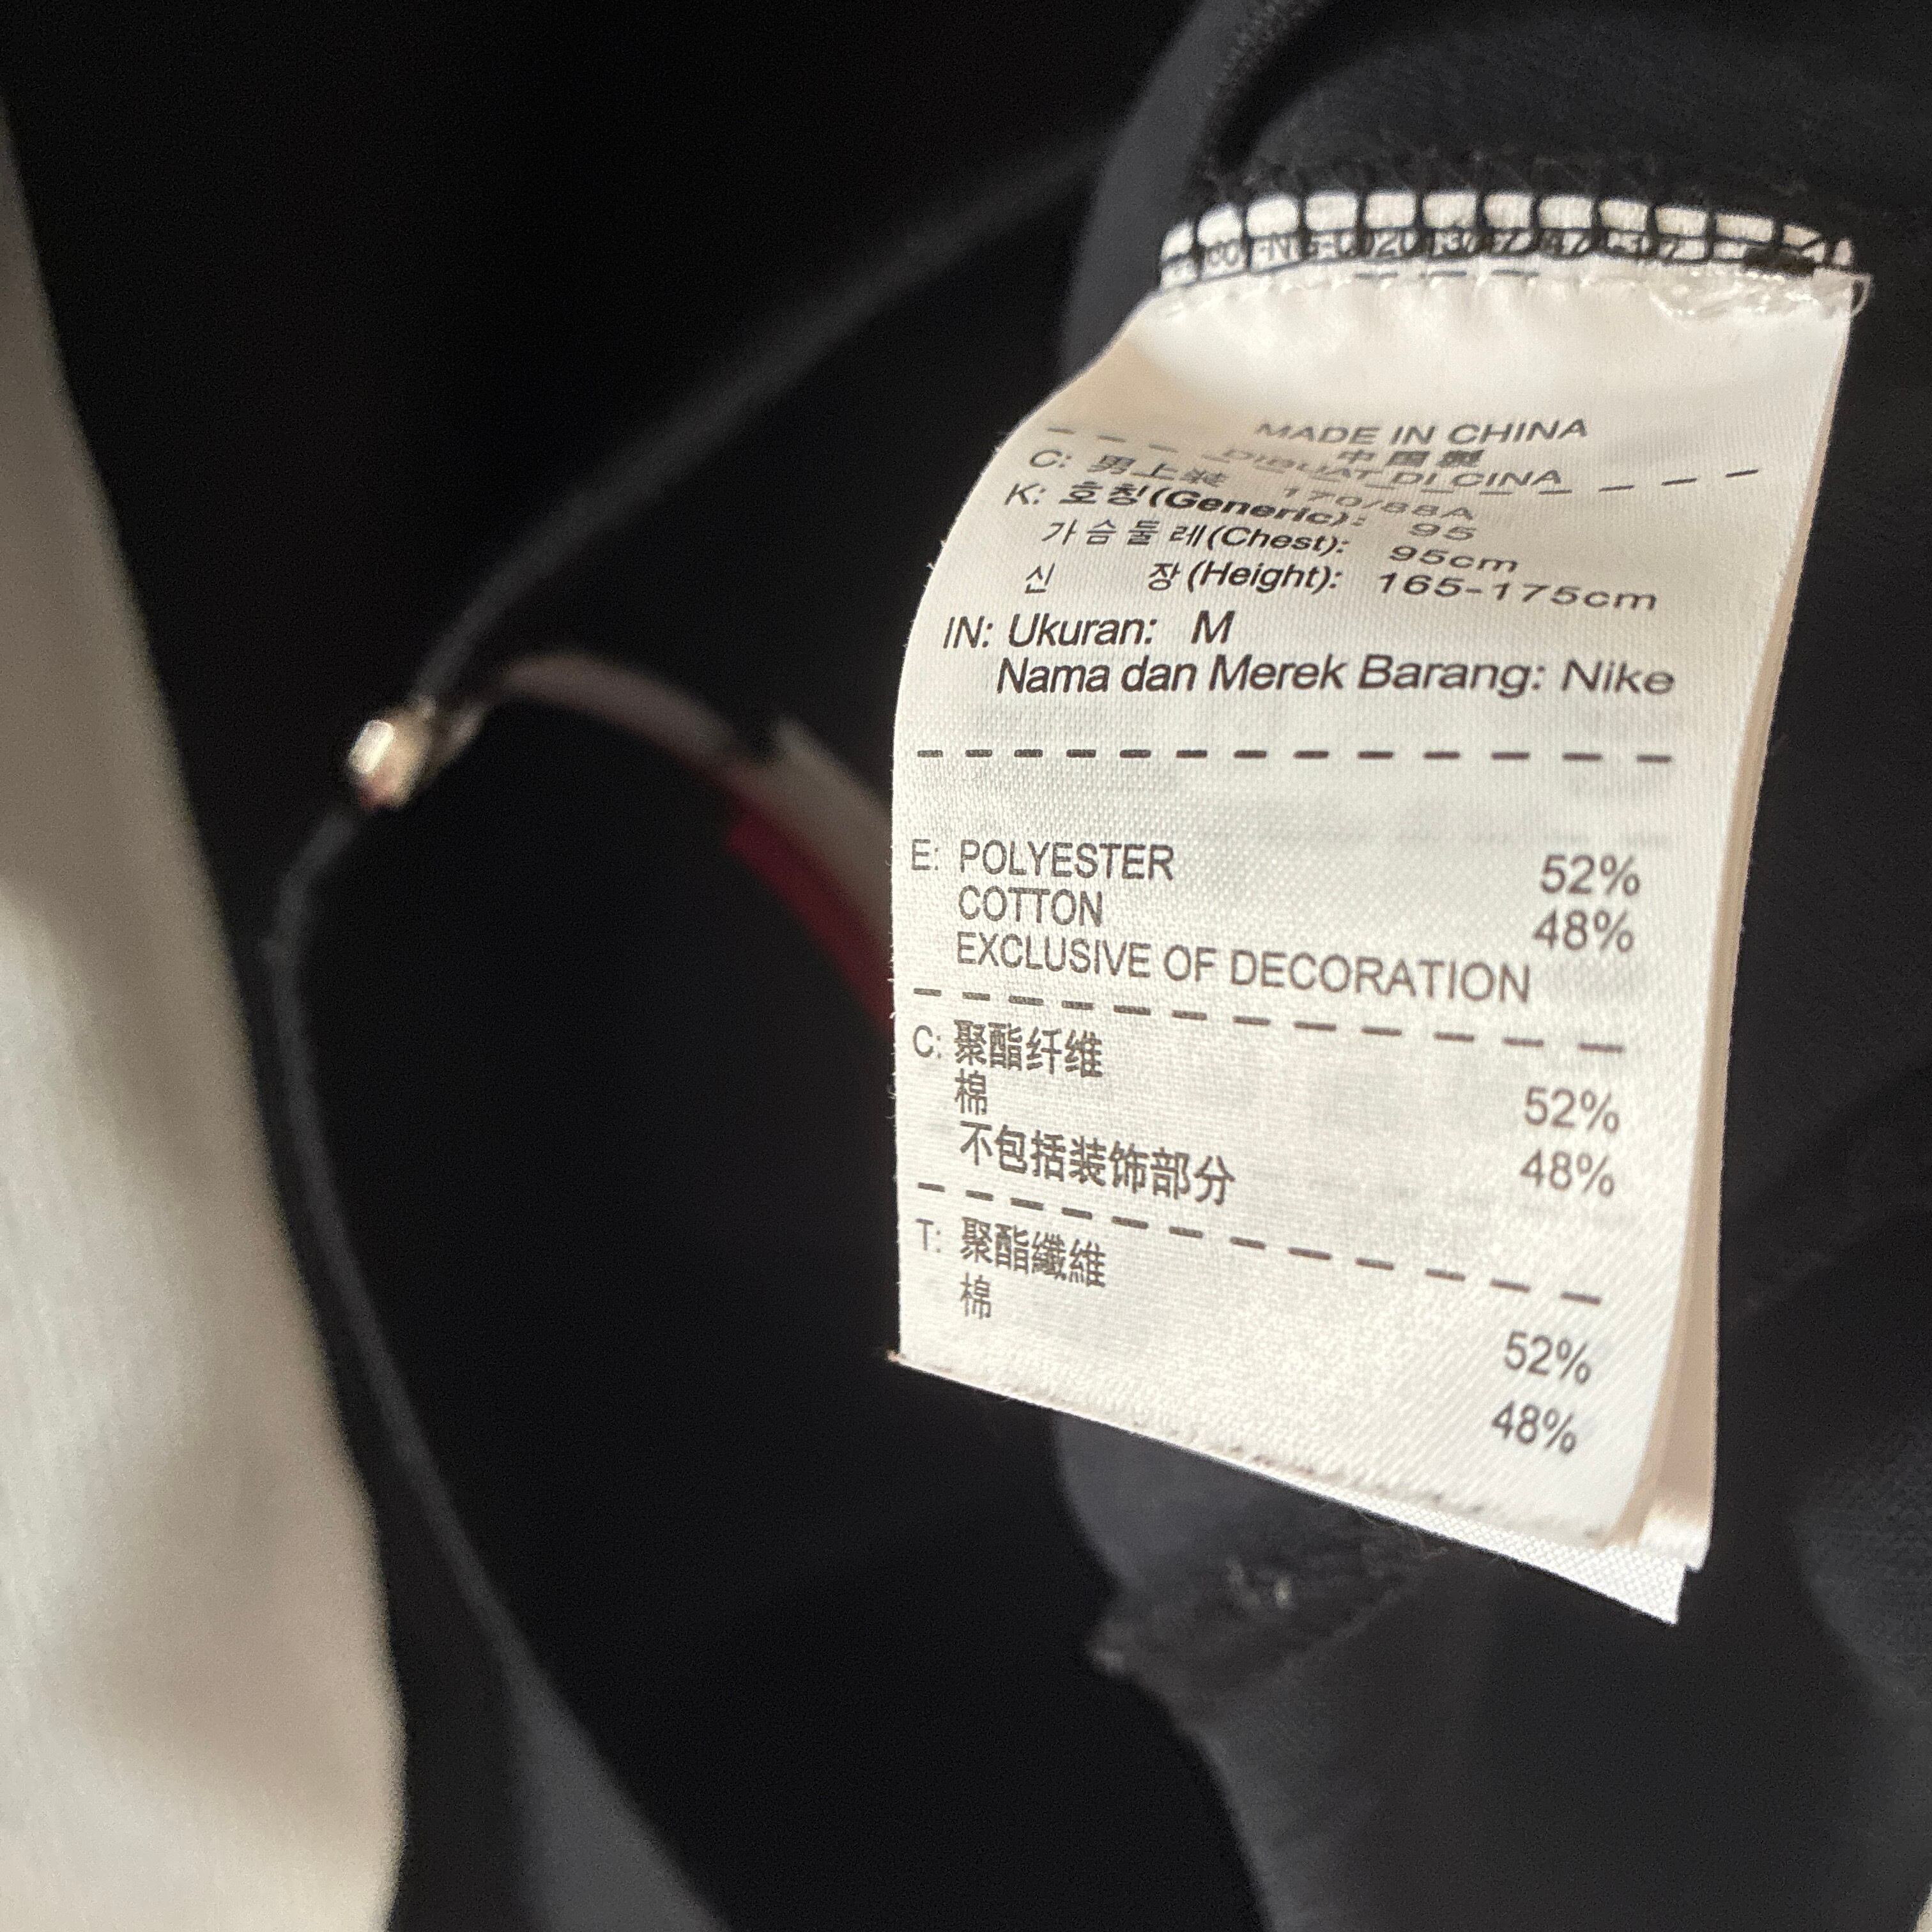 MADE IN CHINA
中國製
DIBUAT DI CINA
C: 男上装 170/88A
K: 호칭(Generic): 95
가슴둘레(Chest): 95cm
신 장(Height): 165-175cm
IN: Ukuran: M
Nama dan Merek Barang: Nike
E: POLYESTER 52%
COTTON 48%
EXCLUSIVE OF DECORATION
C: 聚酯纤维 52%
棉 48%
不包括装饰部分
T: 聚酯纖維 52%
棉 48%